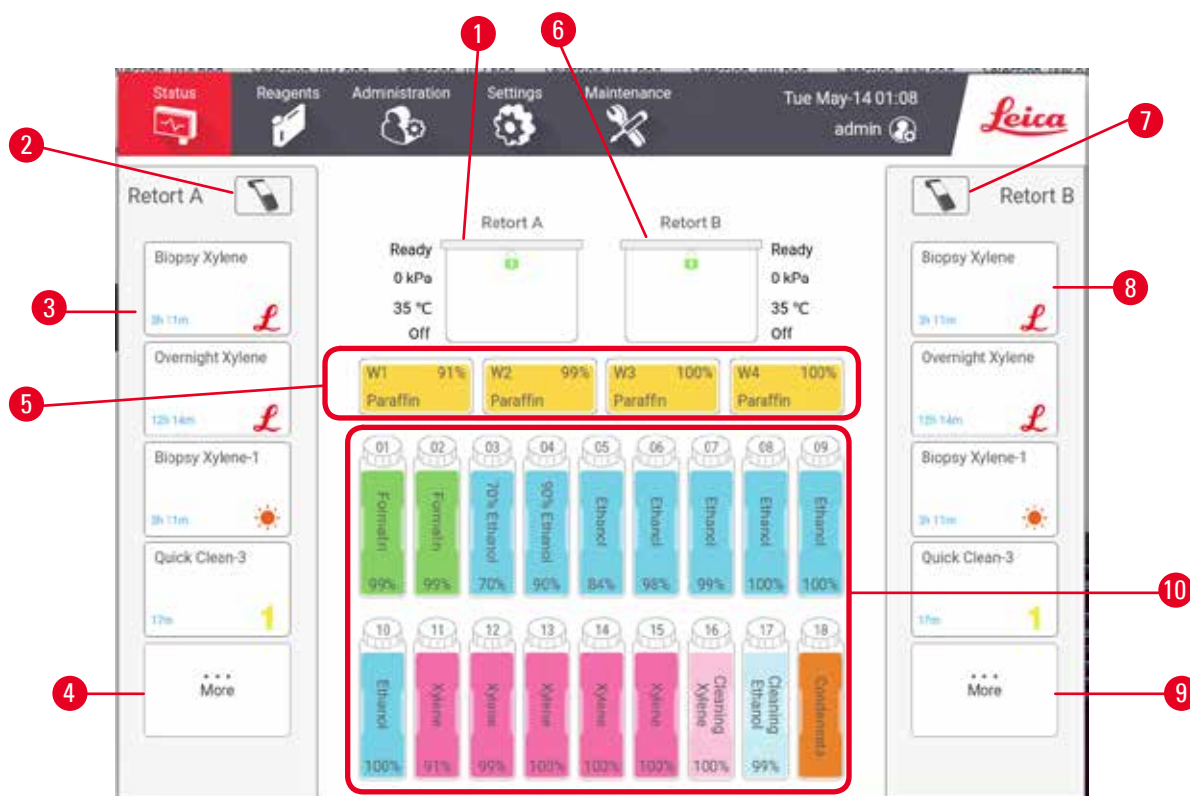 1
6
Status
Reagents
Administration
Settings
Maintenance
Tue May-14 01:08
admin
Leica
2
7
Retort A
Retort B
Retort A
Retort B
Biopsy Xylene
3h 11m
L
3
Overnight Xylene
12h 14m
L
Biopsy Xylene-1
3h 11m
Quick Clean-3
17m
1
... More
4
Ready
0 kPa
35 °C
Off
Ready
0 kPa
35 °C
Off
5
W1 91%
Paraffin
W2 99%
Paraffin
W3 100%
Paraffin
W4 100%
Paraffin
01 Formalin 99%
02 Formalin 99%
03 70% Ethanol 70%
04 90% Ethanol 90%
05 Ethanol 84%
06 Ethanol 98%
07 Ethanol 99%
08 Ethanol 100%
09 Ethanol 100%
10 Ethanol 100%
11 Xylene 91%
12 Xylene 99%
13 Xylene 100%
14 Xylene 100%
15 Xylene 100%
16 Cleaning Xylene 100%
17 Cleaning Ethanol 99%
18 Condensate
Biopsy Xylene
3h 11m
L
8
Overnight Xylene
12h 14m
L
Biopsy Xylene-1
3h 11m
Quick Clean-3
17m
1
10
... More
9